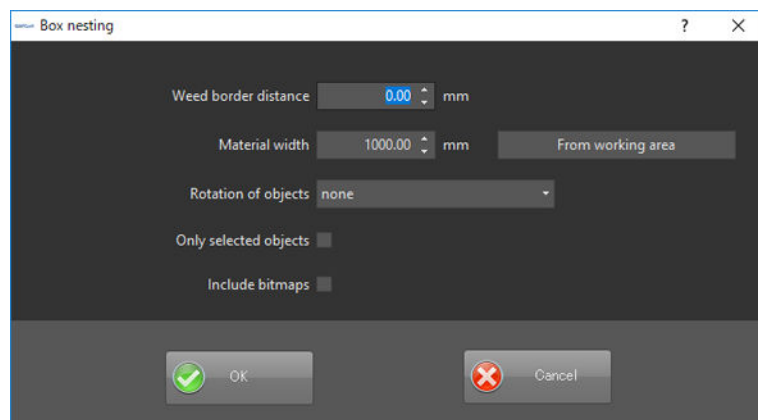 Box nesting ?
Weed border distance 0.00 mm
Material width 1000.00 mm From working area
Rotation of objects none
Only selected objects
Include bitmaps
OK Cancel